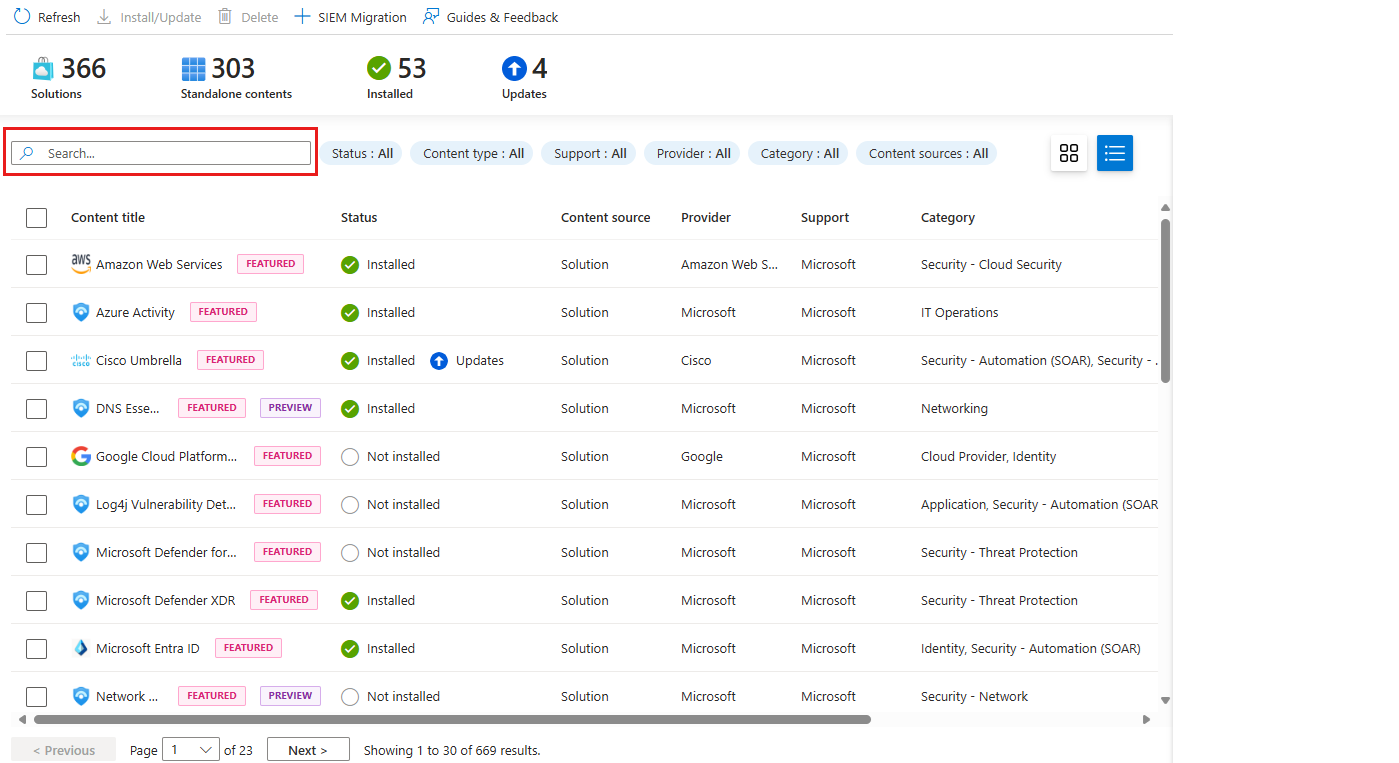 Refresh Install/Update Delete SIEM Migration Guides & Feedback
366 303 53 4
Solutions Standalone contents Installed Updates
Search... Status : All Content type : All Support : All Provider : All Category : All Content sources : All
Content title Status Content source Provider Support Category
aws Amazon Web Services FEATURED Installed Solution Amazon Web S... Microsoft Security - Cloud Security
Azure Activity FEATURED Installed Solution Microsoft Microsoft IT Operations
CISCO Cisco Umbrella FEATURED Installed Updates Solution Cisco Microsoft Security - Automation (SOAR), Security - .
DNS Esse... FEATURED PREVIEW Installed Solution Microsoft Microsoft Networking
Google Cloud Platform... FEATURED Not installed Solution Google Microsoft Cloud Provider, Identity
Log4j Vulnerability Det... FEATURED Not installed Solution Microsoft Microsoft Application, Security - Automation (SOAR
Microsoft Defender for... FEATURED Not installed Solution Microsoft Microsoft Security - Threat Protection
Microsoft Defender XDR FEATURED Installed Solution Microsoft Microsoft Security - Threat Protection
Microsoft Entra ID FEATURED Installed Solution Microsoft Microsoft Identity, Security - Automation (SOAR)
Network ... FEATURED PREVIEW Not installed Solution Microsoft Microsoft Security - Network
< Previous Page 1 of 23 Next > Showing 1 to 30 of 669 results.